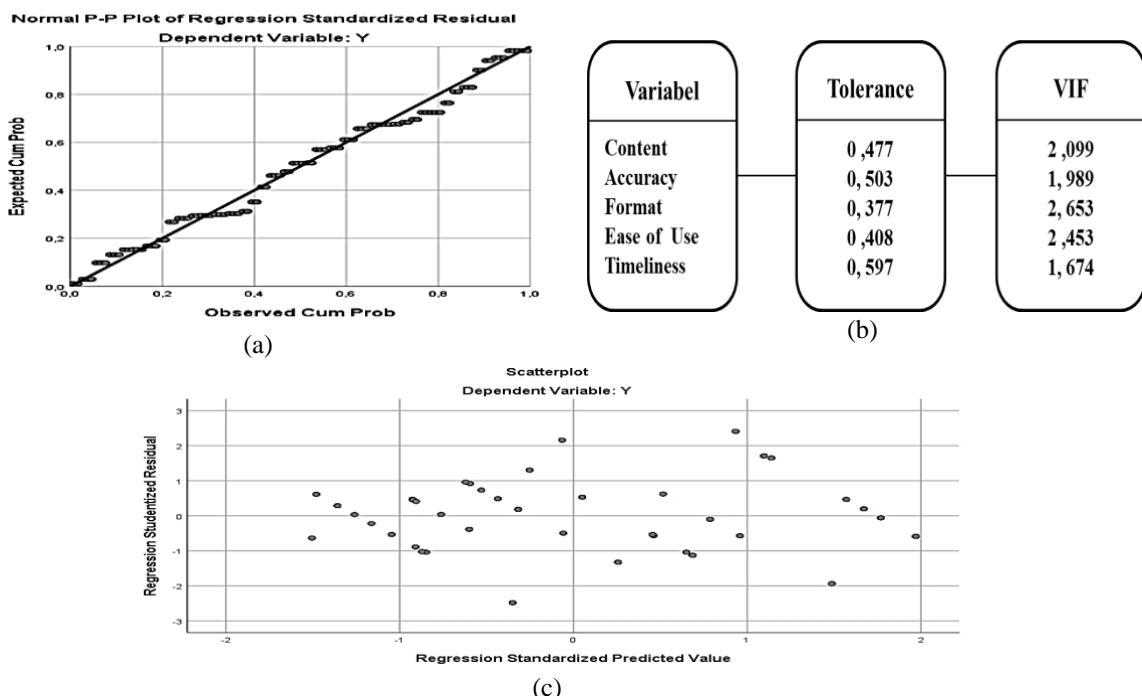 Normal P-P Plot of Regression Standardized Residual
Dependent Variable: Y
Expected Cum Prob
1,0
0,8
0,6
0,4
0,2
0,0
0,0 0,2 0,4 0,6 0,8 1,0
Observed Cum Prob
(a)
Variabel Tolerance VIF
Content 0,477 2,099
Accuracy 0,503 1,989
Format 0,377 2,653
Ease of Use 0,408 2,453
Timeliness 0,597 1,674
(b)
Scatterplot
Dependent Variable: Y
Regression Studentized Residual
3
2
1
0
-1
-2
-3
-2 -1 0 1 2
Regression Standardized Predicted Value
(c)